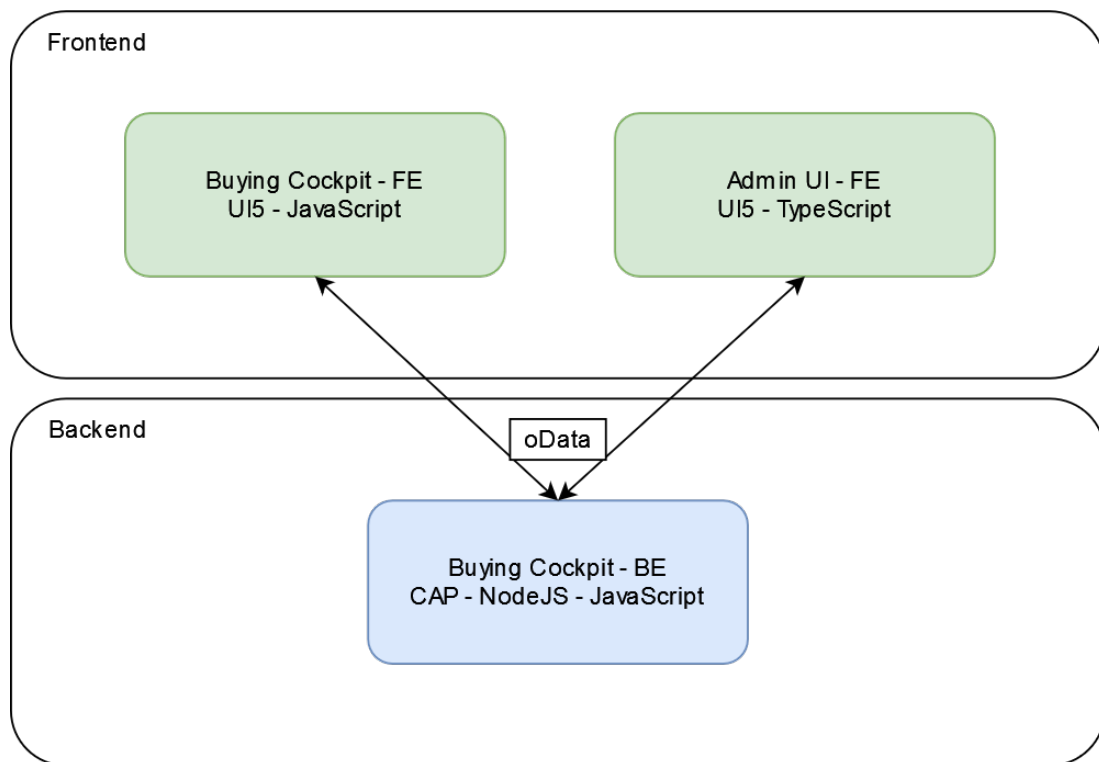 Frontend
Buying Cockpit - FE
UI5 - JavaScript
Admin UI - FE
UI5 - TypeScript
Backend
oData
Buying Cockpit - BE
CAP - NodeJS - JavaScript